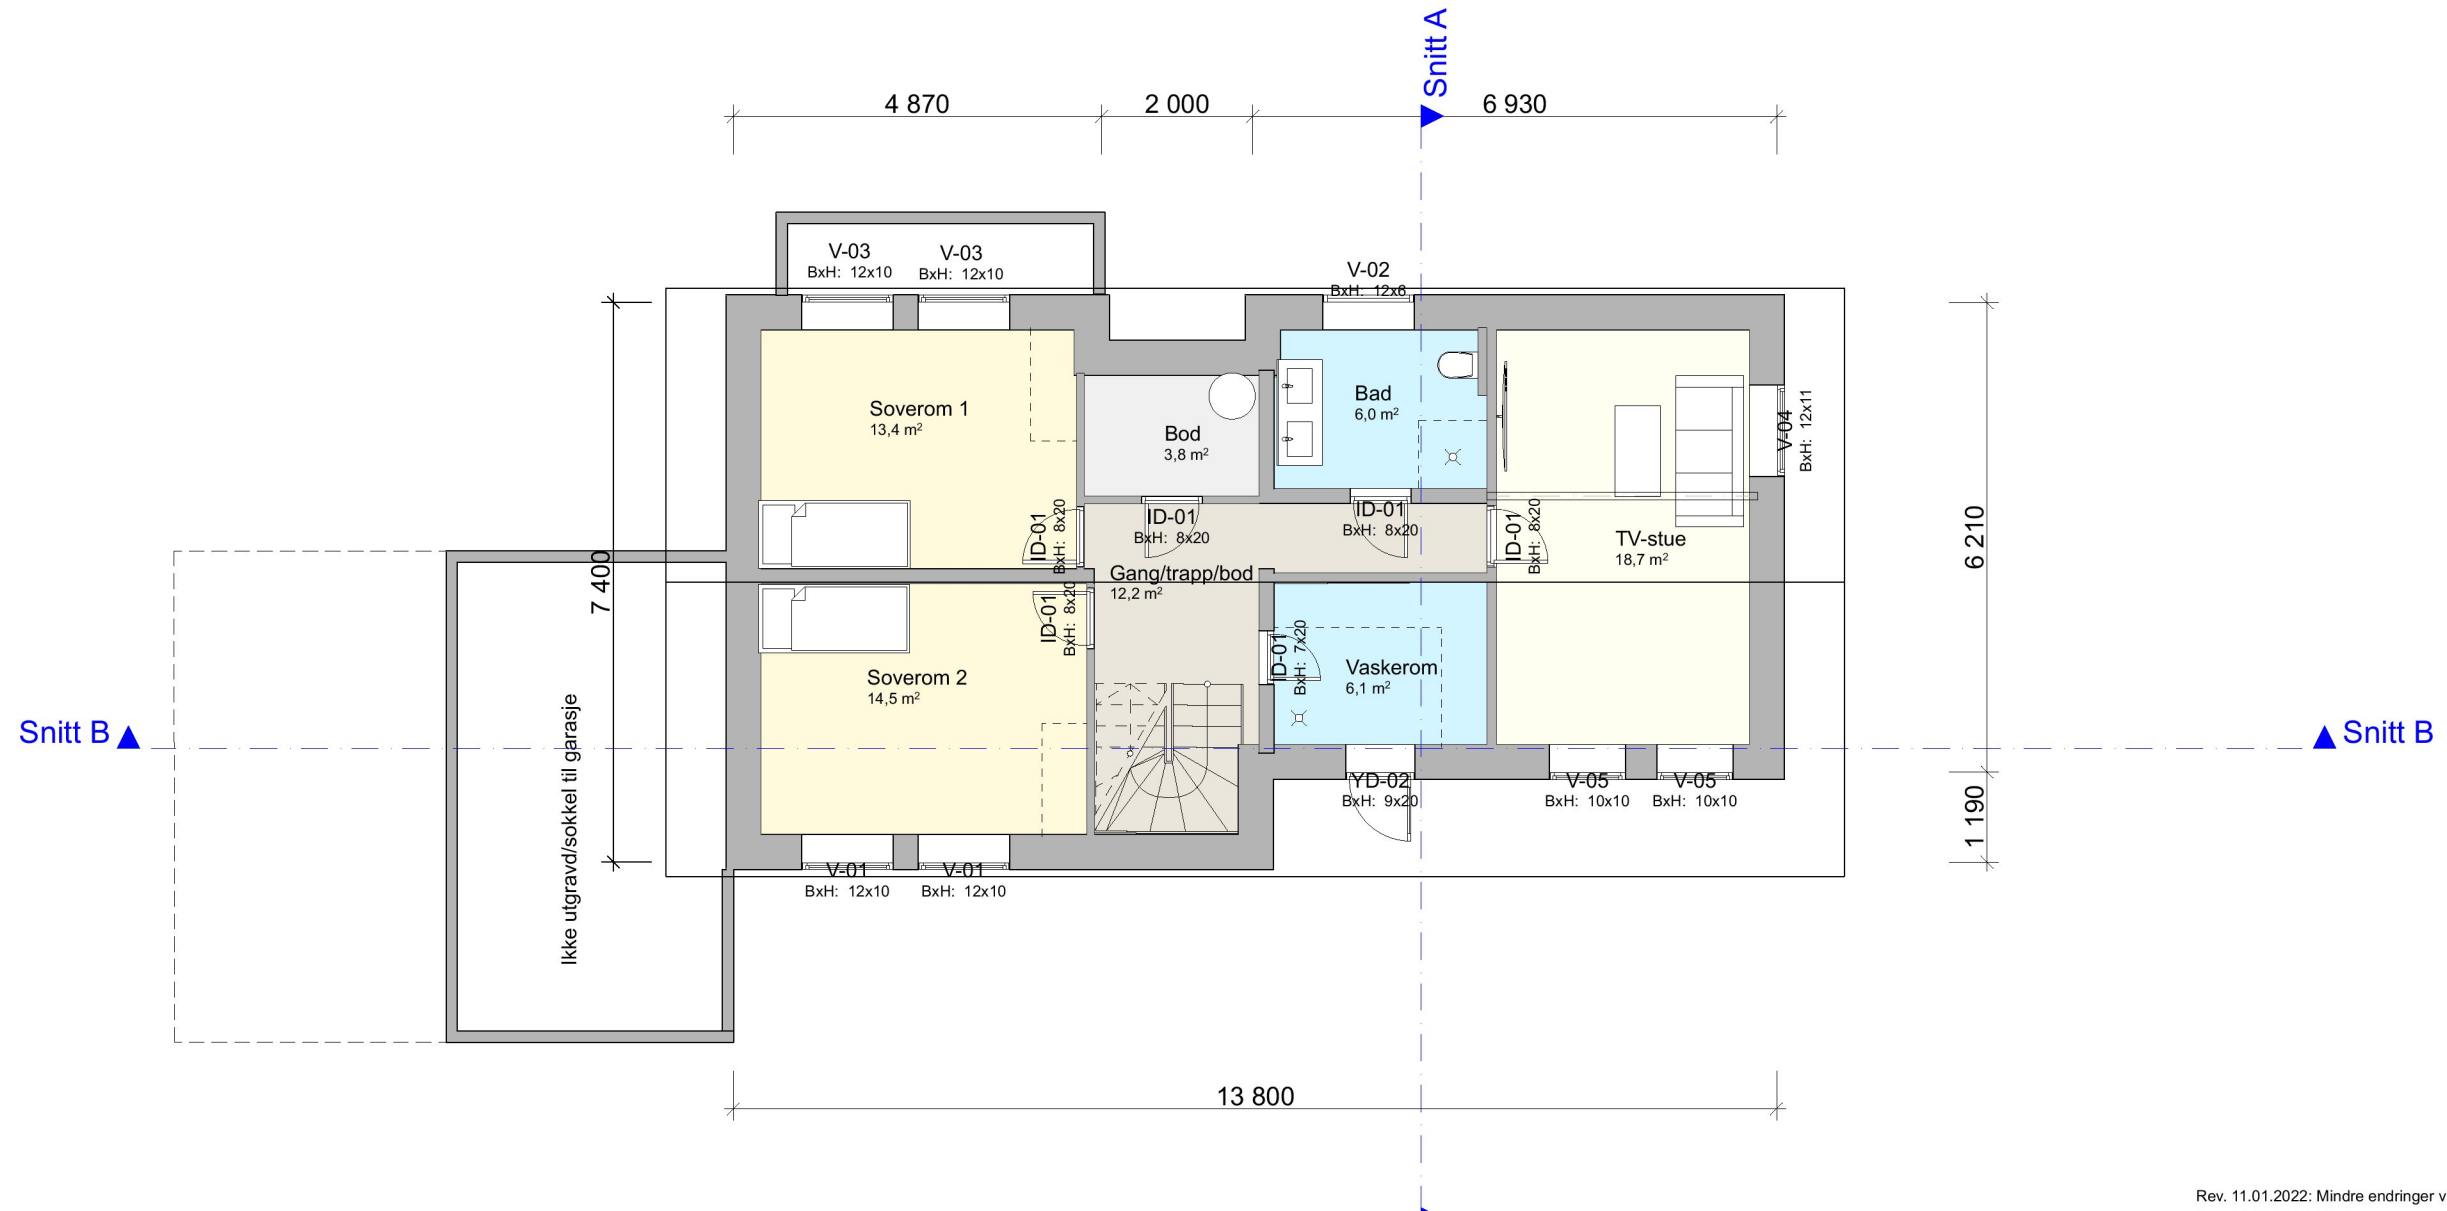 Snitt A
4 870
2 000
6 930
V-03
BxH: 12x10
V-03
BxH: 12x10
V-02
BxH: 12x6
V-04
BxH: 12x11
Soverom 1
13,4 m²
Bod
3,8 m²
Bad
6,0 m²
ID-01
BxH: 8x20
ID-01
BxH: 8x20
ID-01
BxH: 8x20
ID-01
BxH: 8x20
TV-stue
18,7 m²
6 210
7 400
Gang/trapp/bod
12,2 m²
ID-01
BxH: 8x20
ID-01
BxH: 7x20
Soverom 2
14,5 m²
Vaskerom
6,1 m²
Snitt B
Snitt B
Ikke utgravd/sokkel til garasje
YD-02
BxH: 9x20
V-05
BxH: 10x10
V-05
BxH: 10x10
1 190
V-01
BxH: 12x10
V-01
BxH: 12x10
13 800
Rev. 11.01.2022: Mindre endringer v